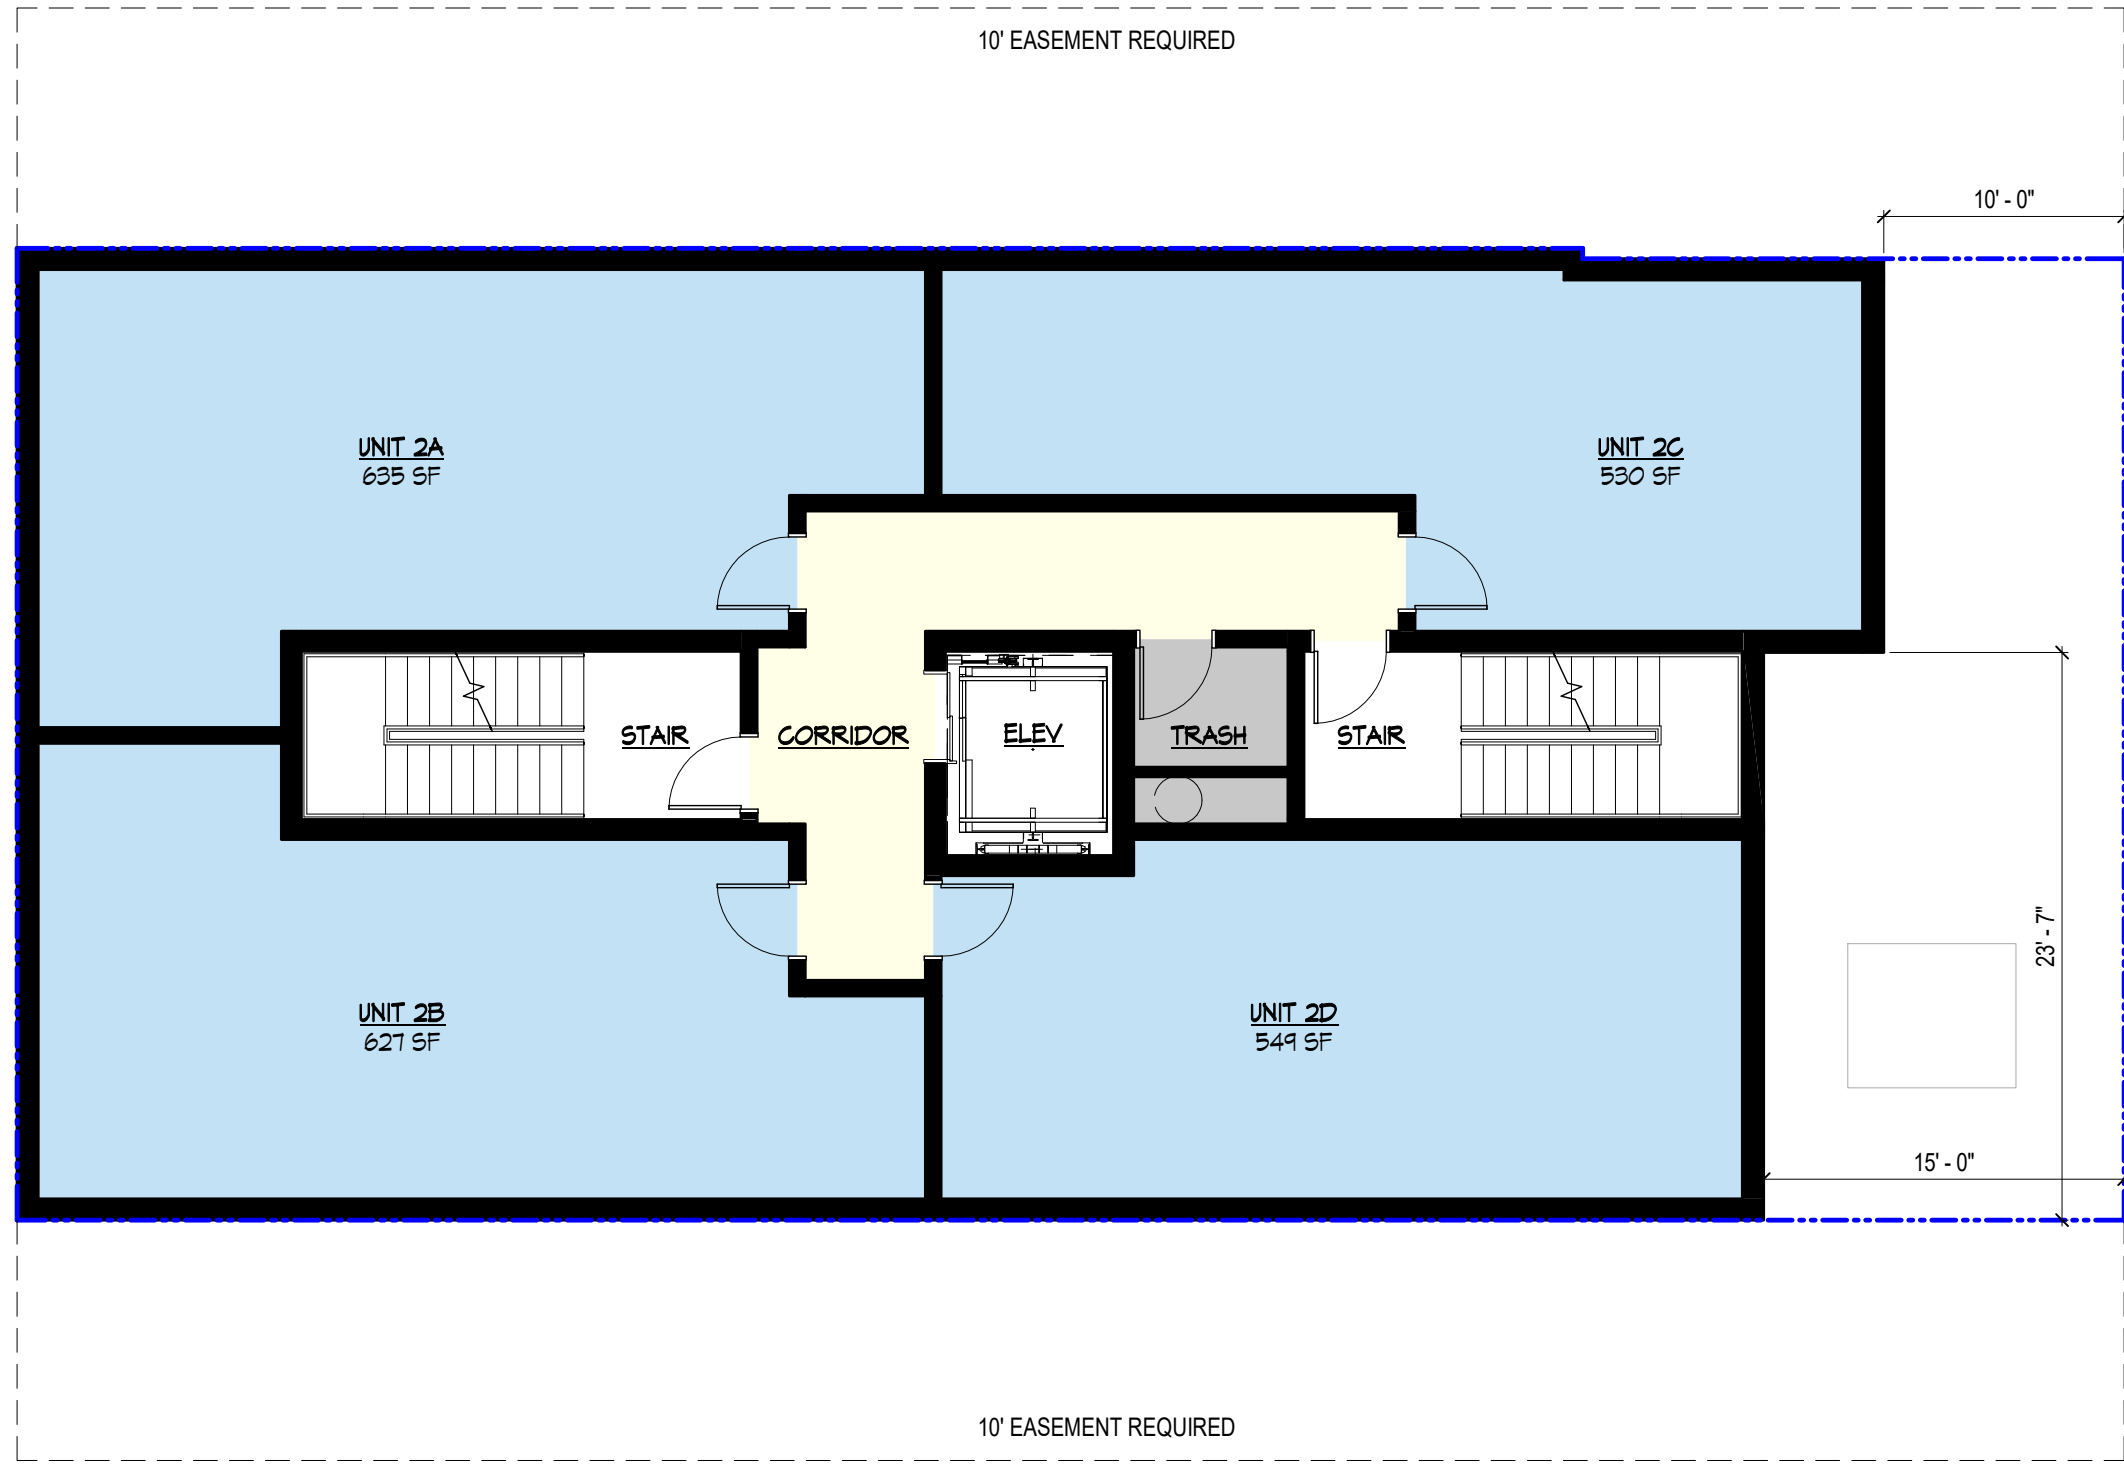 10' EASEMENT REQUIRED
10' - 0"
UNIT 2A
635 SF
UNIT 2C
530 SF
STAIR
CORRIDOR
ELEV
TRASH
STAIR
23' - 7"
UNIT 2B
627 SF
UNIT 2D
549 SF
15' - 0"
10' EASEMENT REQUIRED